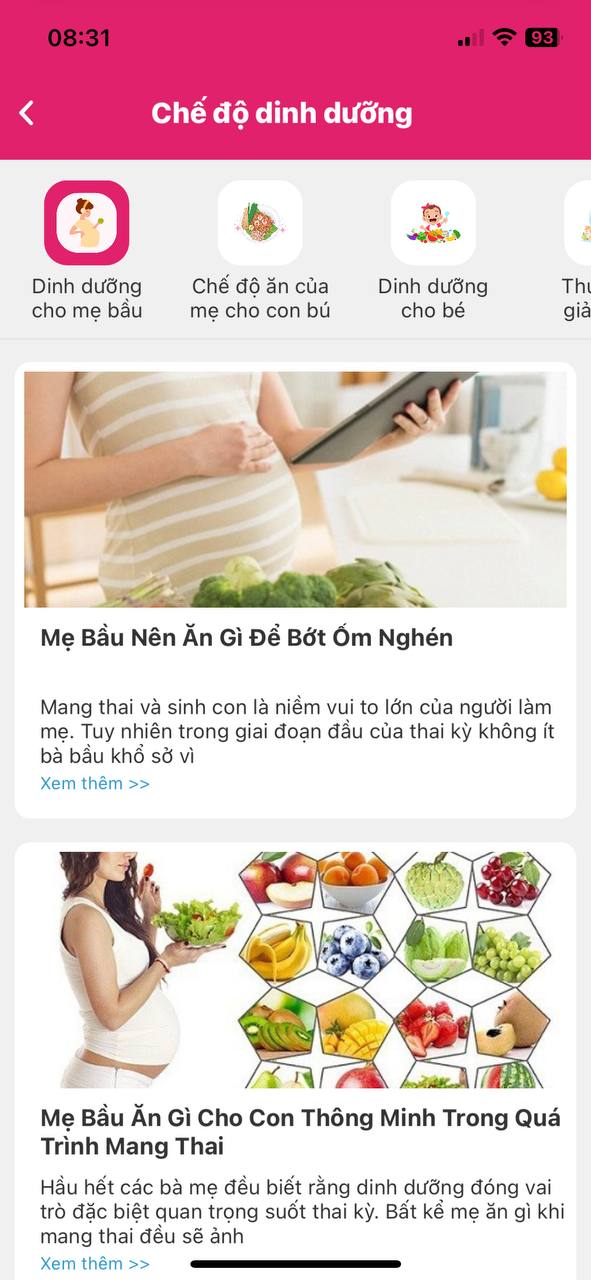 08:31
93
Chế độ dinh dưỡng
Dinh dưỡng
cho mẹ bầu
Chế độ ăn của
mẹ cho con bú
Dinh dưỡng
cho bé
Thu
giả
Mẹ Bầu Nên Ăn Gì Để Bớt Ốm Nghén
Mang thai và sinh con là niềm vui to lớn của người làm
mẹ. Tuy nhiên trong giai đoạn đầu của thai kỳ không ít
bà bầu khổ sở vì
Xem thêm >>
Mẹ Bầu Ăn Gì Cho Con Thông Minh Trong Quá
Trình Mang Thai
Hầu hết các bà mẹ đều biết rằng dinh dưỡng đóng vai
trò đặc biệt quan trọng suốt thai kỳ. Bất kể mẹ ăn gì khi
mang thai đều sẽ ảnh
Xem thêm >>